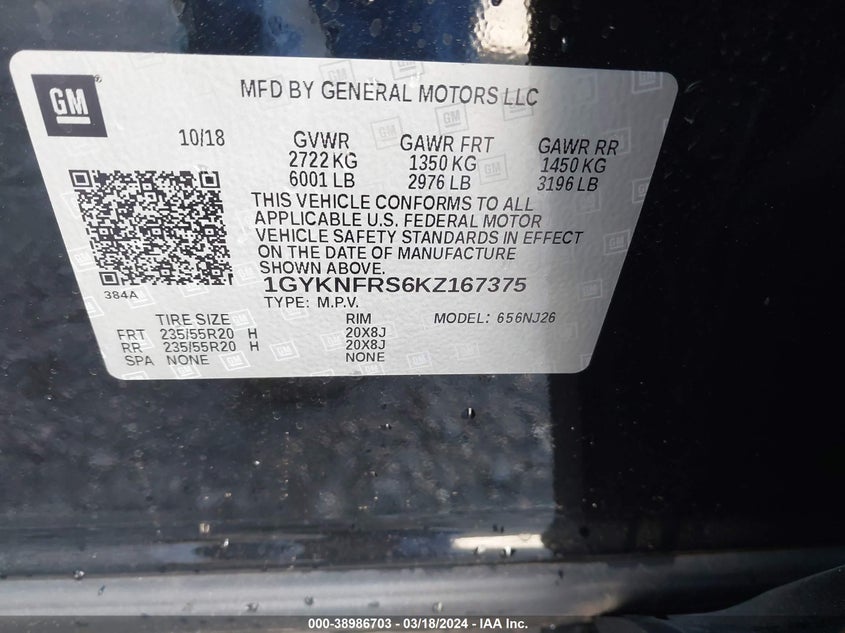 GM
MFD BY GENERAL MOTORS LLC
10/18
GVWR GAWR FRT GAWR RR
2722 KG 1350 KG 1450 KG
6001 LB 2976 LB 3196 LB
THIS VEHICLE CONFORMS TO ALL
APPLICABLE U.S. FEDERAL MOTOR
VEHICLE SAFETY STANDARDS IN EFFECT
ON THE DATE OF MANUFACTURE
SHOWN ABOVE.
384A
1GYKNFRS6KZ167375
TYPE: M.P.V.
TIRE SIZE RIM MODEL: 656NJ26
FRT 235/55R20 H 20X8J
RR 235/55R20 H 20X8J
SPA NONE NONE
000-38986703 - 03/18/2024 - IAA Inc.